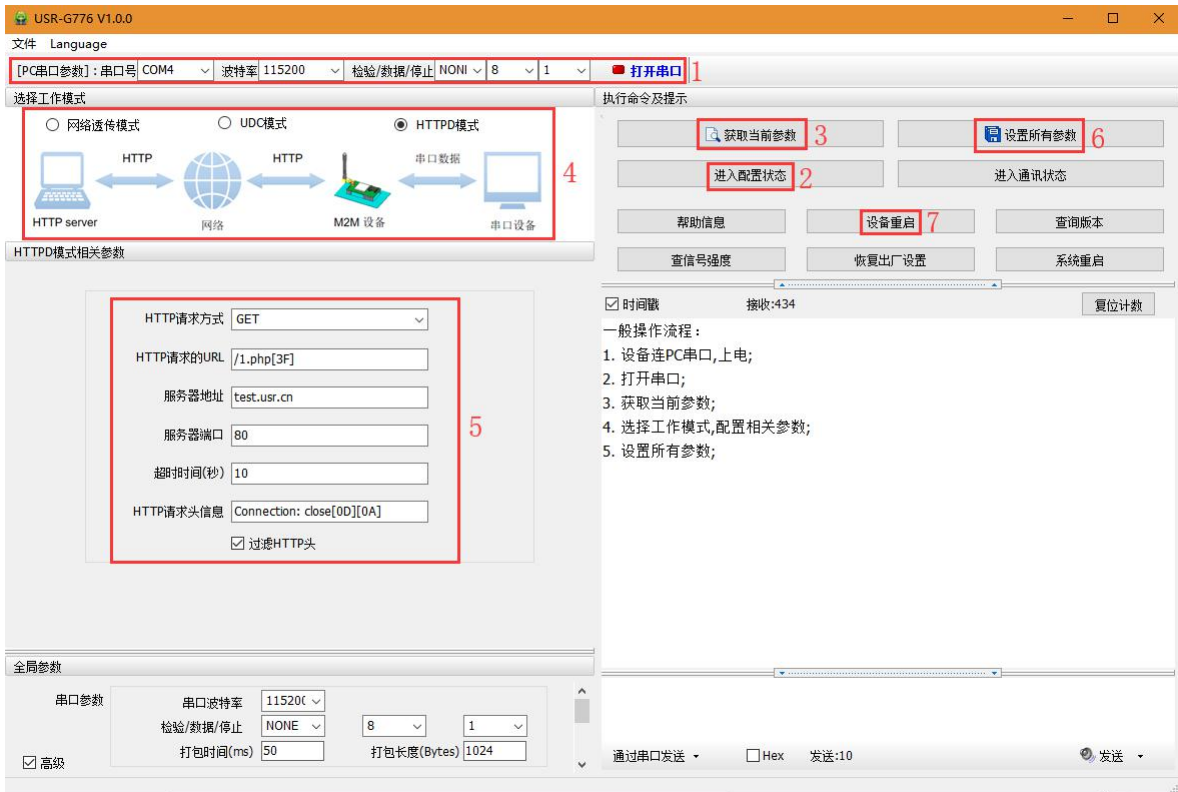 USR-G776 V1.0.0
文件 Language
[PC串口参数]：串口号 COM4 波特率 115200 检验/数据/停止 NONI 8 1 打开串口 1
选择工作模式
网络透传模式 UDC模式 HTTPD模式
HTTP HTTP 串口数据
4
HTTP server 网络 M2M 设备 串口设备
HTTPD模式相关参数
HTTP请求方式 GET
HTTP请求的URL /1.php[3F]
服务器地址 test.usr.cn
服务器端口 80
5
超时时间(秒) 10
HTTP请求头信息 Connection: close[0D][0A]
过滤HTTP头
全局参数
串口参数 串口波特率 11520(
检验/数据/停止 NONE 8 1
打包时间(ms) 50 打包长度(Bytes) 1024
高级
执行命令及提示
获取当前参数 3 设置所有参数 6
进入配置状态 2 进入通讯状态
帮助信息 设备重启 7 查询版本
查信号强度 恢复出厂设置 系统重启
时间戳 接收:434 复位计数
一般操作流程：
1. 设备连PC串口,上电;
2. 打开串口;
3. 获取当前参数;
4. 选择工作模式,配置相关参数;
5. 设置所有参数;
通过串口发送 Hex 发送:10 发送